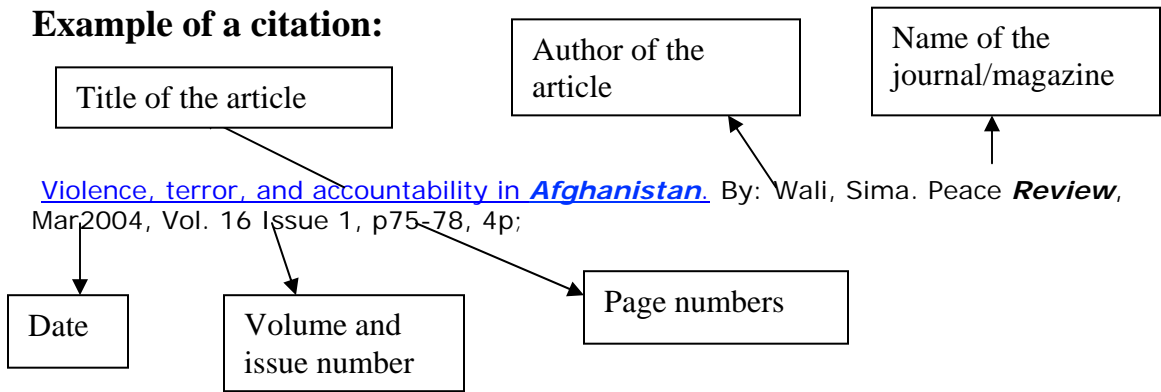 Example of a citation:
Title of the article
Author of the
article
Name of the
journal/magazine
Violence, terror, and accountability in Afghanistan. By: Wali, Sima. Peace Review,
Mar2004, Vol. 16 Issue 1, p75-78, 4p;
Date
Volume and
issue number
Page numbers